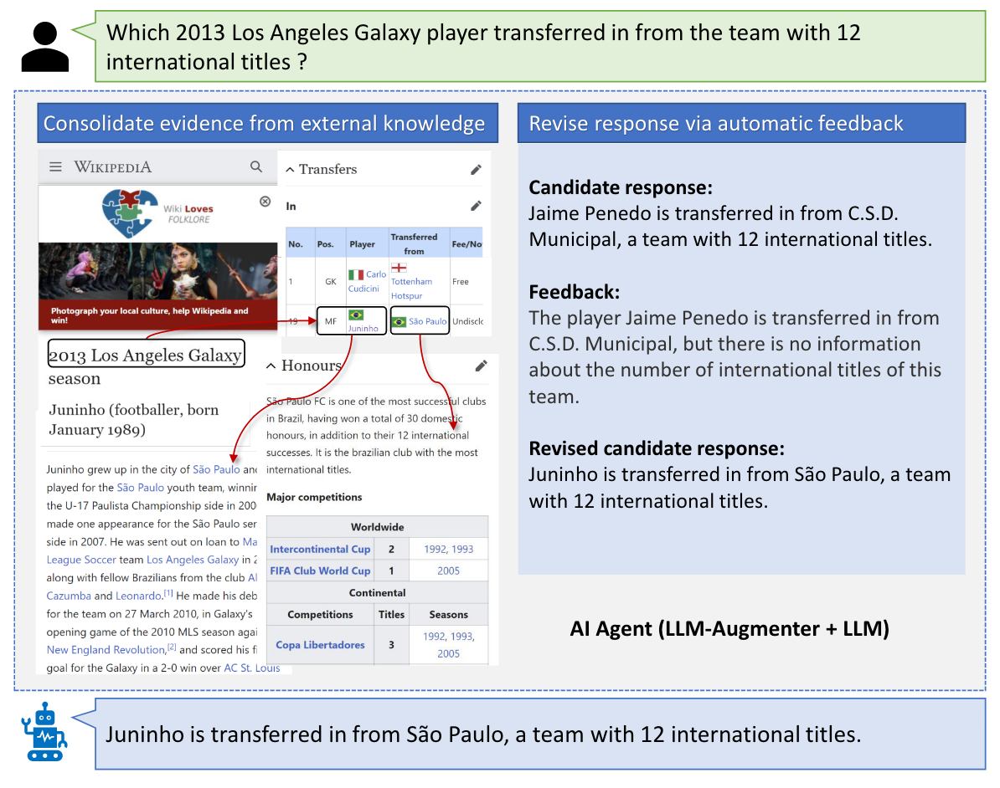 Which 2013 Los Angeles Galaxy player transferred in from the team with 12
international titles ?
Consolidate evidence from external knowledge
WIKIPEDIA
Wiki Loves
FOLKLORE
Photograph your local culture, help Wikipedia and
win!
2013 Los Angeles Galaxy
season
Juninho (footballer, born
January 1989)
Juninho grew up in the city of São Paulo and
played for the São Paulo youth team, winnin
the U-17 Paulista Championship side in 200
made one appearance for the São Paulo ser
side in 2007. He was sent out on loan to Ma
League Soccer team Los Angeles Galaxy in 2
along with fellow Brazilians from the club Al
Cazumba and Leonardo.[1] He made his deb
for the team on 27 March 2010, in Galaxy's
opening game of the 2010 MLS season agai
New England Revolution,[2] and scored his fi
goal for the Galaxy in a 2-0 win over AC St. Louis
Transfers
In
No. Pos. Player Transferred from Fee/No
1 GK Carlo Cudicini Tottenham Hotspur Free
19 MF Juninho São Paulo Undisclo
Honours
São Paulo FC is one of the most successful clubs
in Brazil, having won a total of 30 domestic
honours, in addition to their 12 international
successes. It is the brazilian club with the most
international titles.
Major competitions
Worldwide
Intercontinental Cup 2 1992, 1993
FIFA Club World Cup 1 2005
Continental
Competitions Titles Seasons
Copa Libertadores 3 1992, 1993, 2005
Revise response via automatic feedback
Candidate response:
Jaime Penedo is transferred in from C.S.D.
Municipal, a team with 12 international titles.
Feedback:
The player Jaime Penedo is transferred in from
C.S.D. Municipal, but there is no information
about the number of international titles of this
team.
Revised candidate response:
Juninho is transferred in from São Paulo, a team
with 12 international titles.
AI Agent (LLM-Augmenter + LLM)
Juninho is transferred in from São Paulo, a team with 12 international titles.